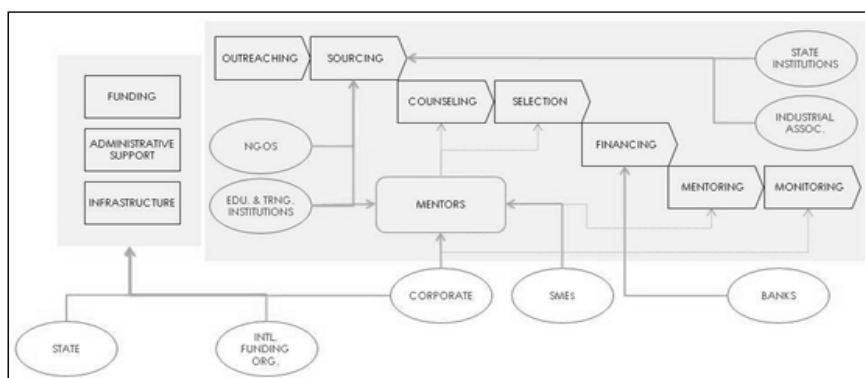 OUTREACHING
SOURCING
STATE
INSTITUTIONS
FUNDING
COUNSELING
SELECTION
INDUSTRIAL
ASSOC.
ADMINISTRATIVE
SUPPORT
NGOS
FINANCING
INFRASTRUCTURE
EDU. & TRNG.
INSTITUTIONS
MENTORS
MENTORING
MONITORING
CORPORATE
SMEs
BANKS
STATE
INTL.
FUNDING
ORG.